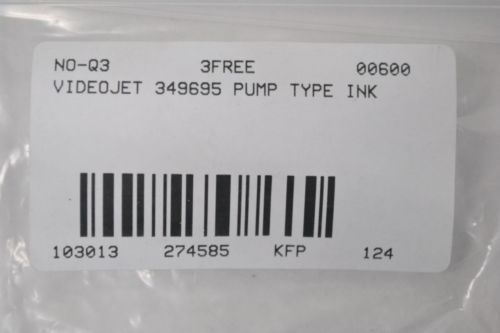 NO-Q3 3FREE 00600
VIDEOJET 349695 PUMP TYPE INK
103013 274585 KFP 124